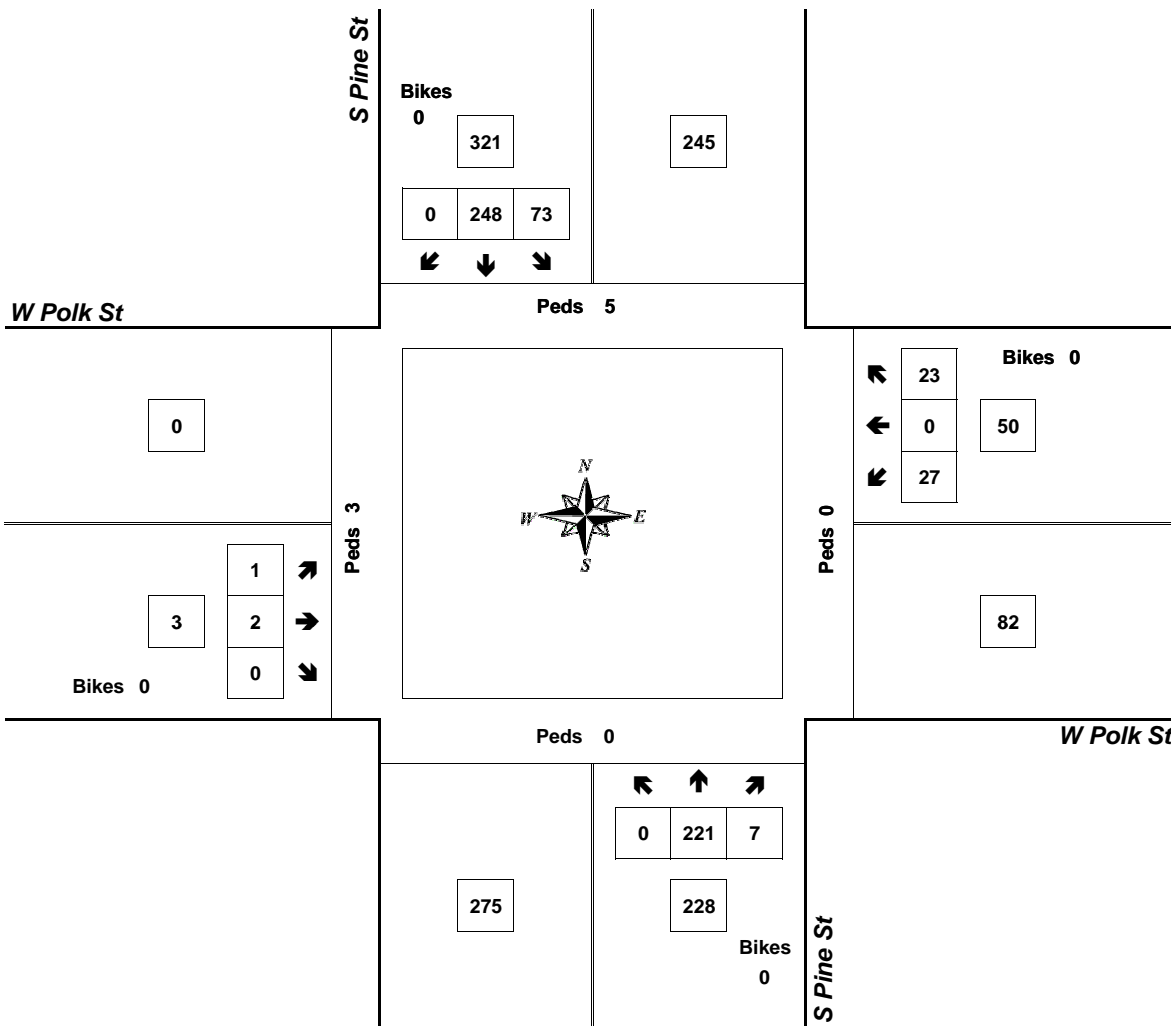 S Pine St
Bikes
0
321
245
0 248 73
Peds 5
W Polk St
23
Bikes 0
0
0
50
27
N
W E
S
Peds 3
Peds 0
1
3
2
82
0
Bikes 0
Peds 0
W Polk St
0 221 7
275
228
Bikes
0
S Pine St